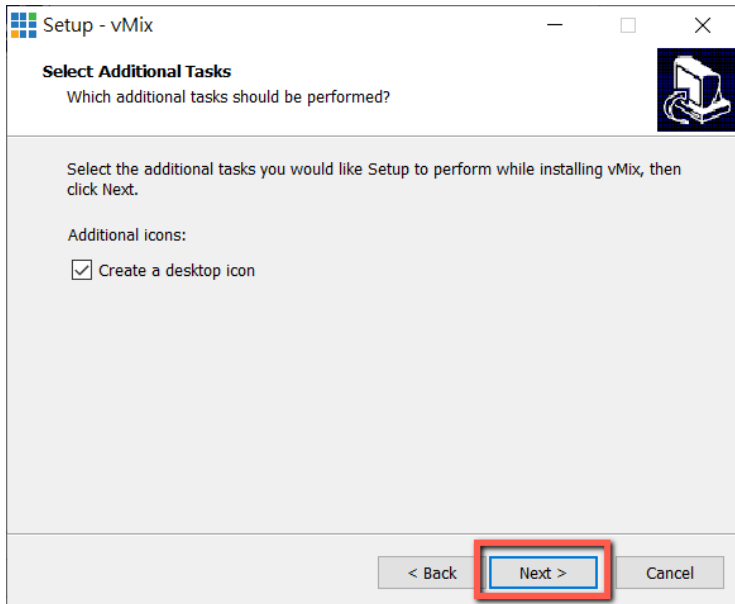 Setup - vMix
Select Additional Tasks
Which additional tasks should be performed?
Select the additional tasks you would like Setup to perform while installing vMix, then
click Next.
Additional icons:
Create a desktop icon
< Back
Next >
Cancel